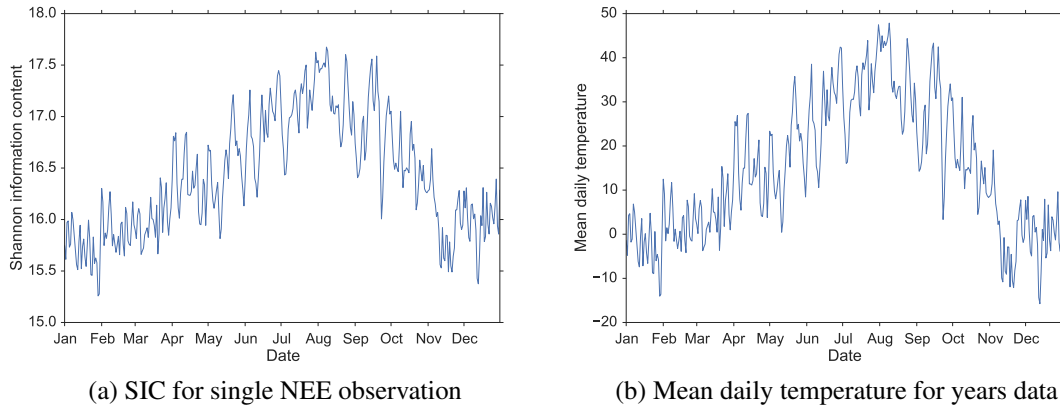 18.0
17.5
17.0
16.5
16.0
15.5
15.0
Shannon information content
Jan Feb Mar Apr May Jun Jul Aug Sep Oct Nov Dec
Date
(a) SIC for single NEE observation
50
40
30
20
10
0
−10
−20
Mean daily temperature
Jan Feb Mar Apr May Jun Jul Aug Sep Oct Nov Dec
Date
(b) Mean daily temperature for years data